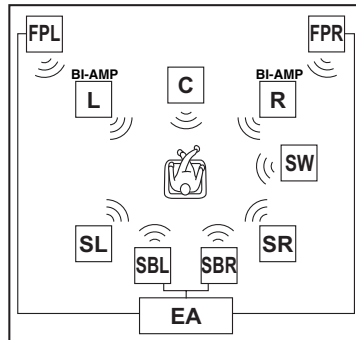 FPL FPR
BI-AMP BI-AMP
L C R
SW
SL SR
SBL SBR
EA